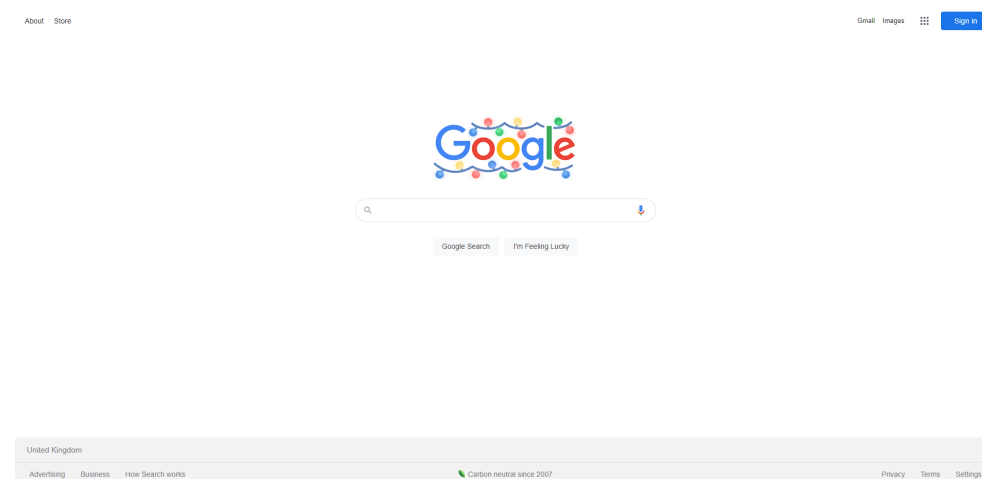 About Store
Gmail Images Sign in
Google
Google Search I'm Feeling Lucky
United Kingdom
Advertising Business How Search works Carbon neutral since 2007 Privacy Terms Settings